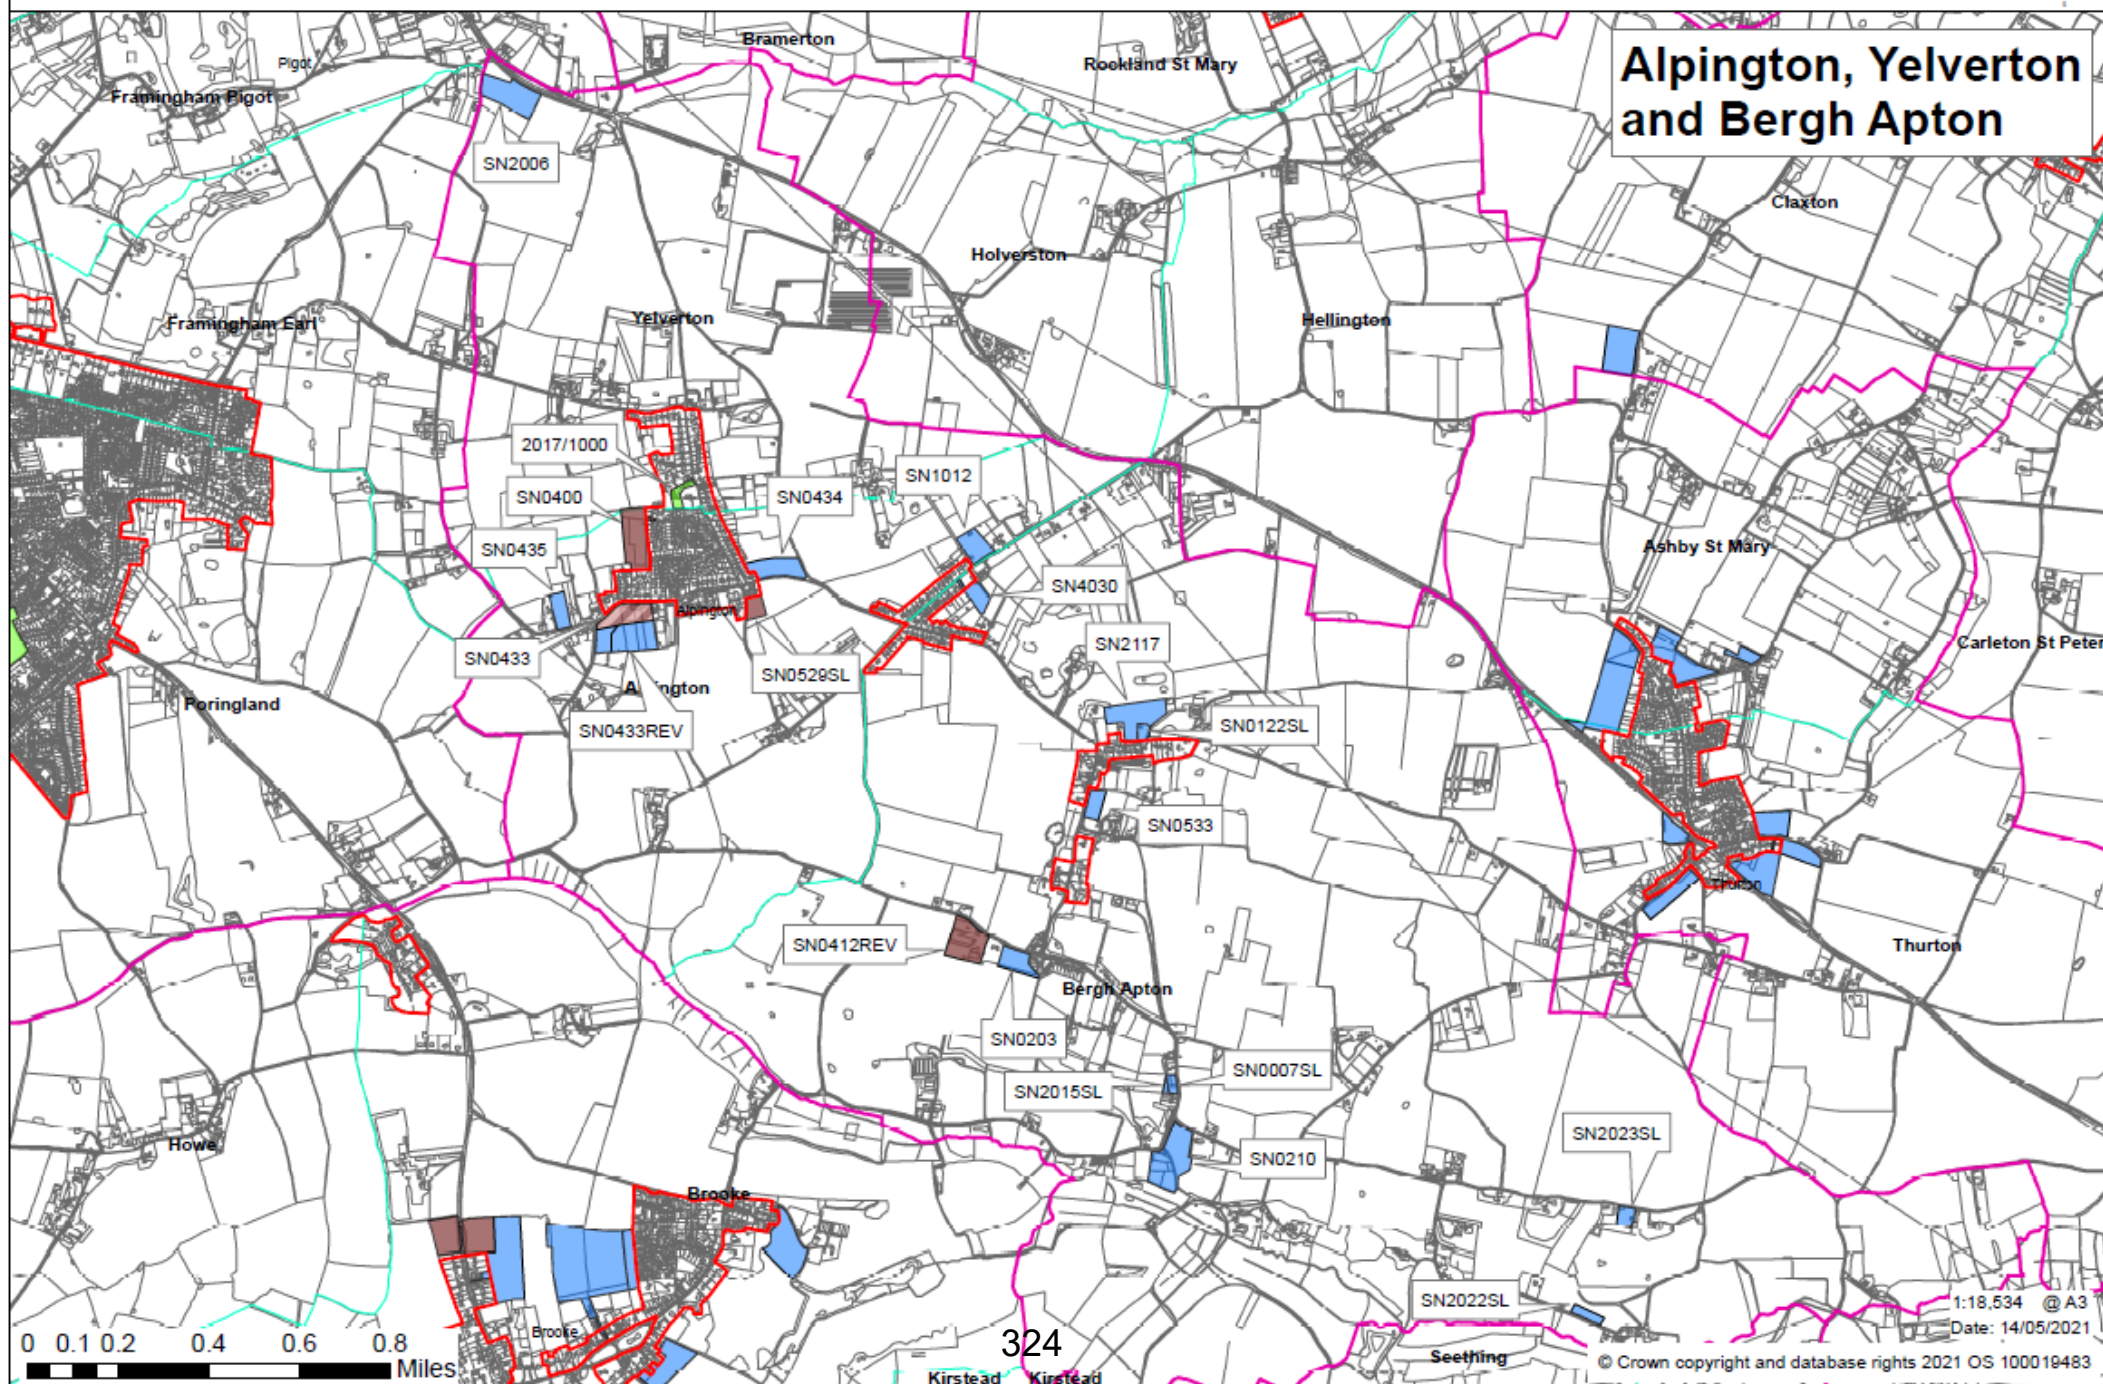 Alpington, Yelverton
and Bergh Apton
Bramerton
Pigot
Rockland St Mary
Framingham Pigot
SN2006
Claxton
Holverston
Framingham Earl
Yelverton
Hellington
2017/1000
SN0400
SN0434
SN1012
SN0435
Ashby St Mary
SN4030
Alpington
SN0433
SN2117
Carleton St Peter
SN0529SL
Poringland
SN0433REV
SN0122SL
SN0533
Thurton
SN0412REV
Thurton
Bergh Apton
SN0203
SN0007SL
SN2015SL
SN2023SL
Howe
SN0210
Brooke
SN2022SL
1:18,534 @ A3
Date: 14/05/2021
Brooke
0 0.1 0.2 0.4 0.6 0.8
Miles
324
Seething
© Crown copyright and database rights 2021 OS 100019483
Kirstead Kirstead